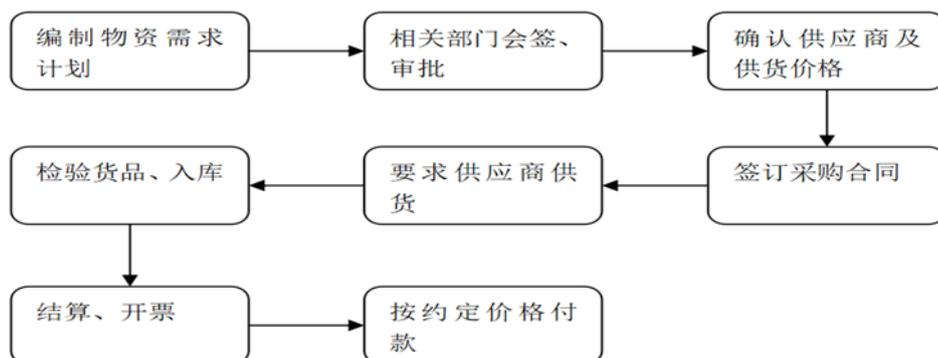 编制物资需求
计划
相关部门会签、
审批
确认供应商及
供货价格
签订采购合同
要求供应商供
货
检验货品、入库
结算、开票
按约定价格付
款